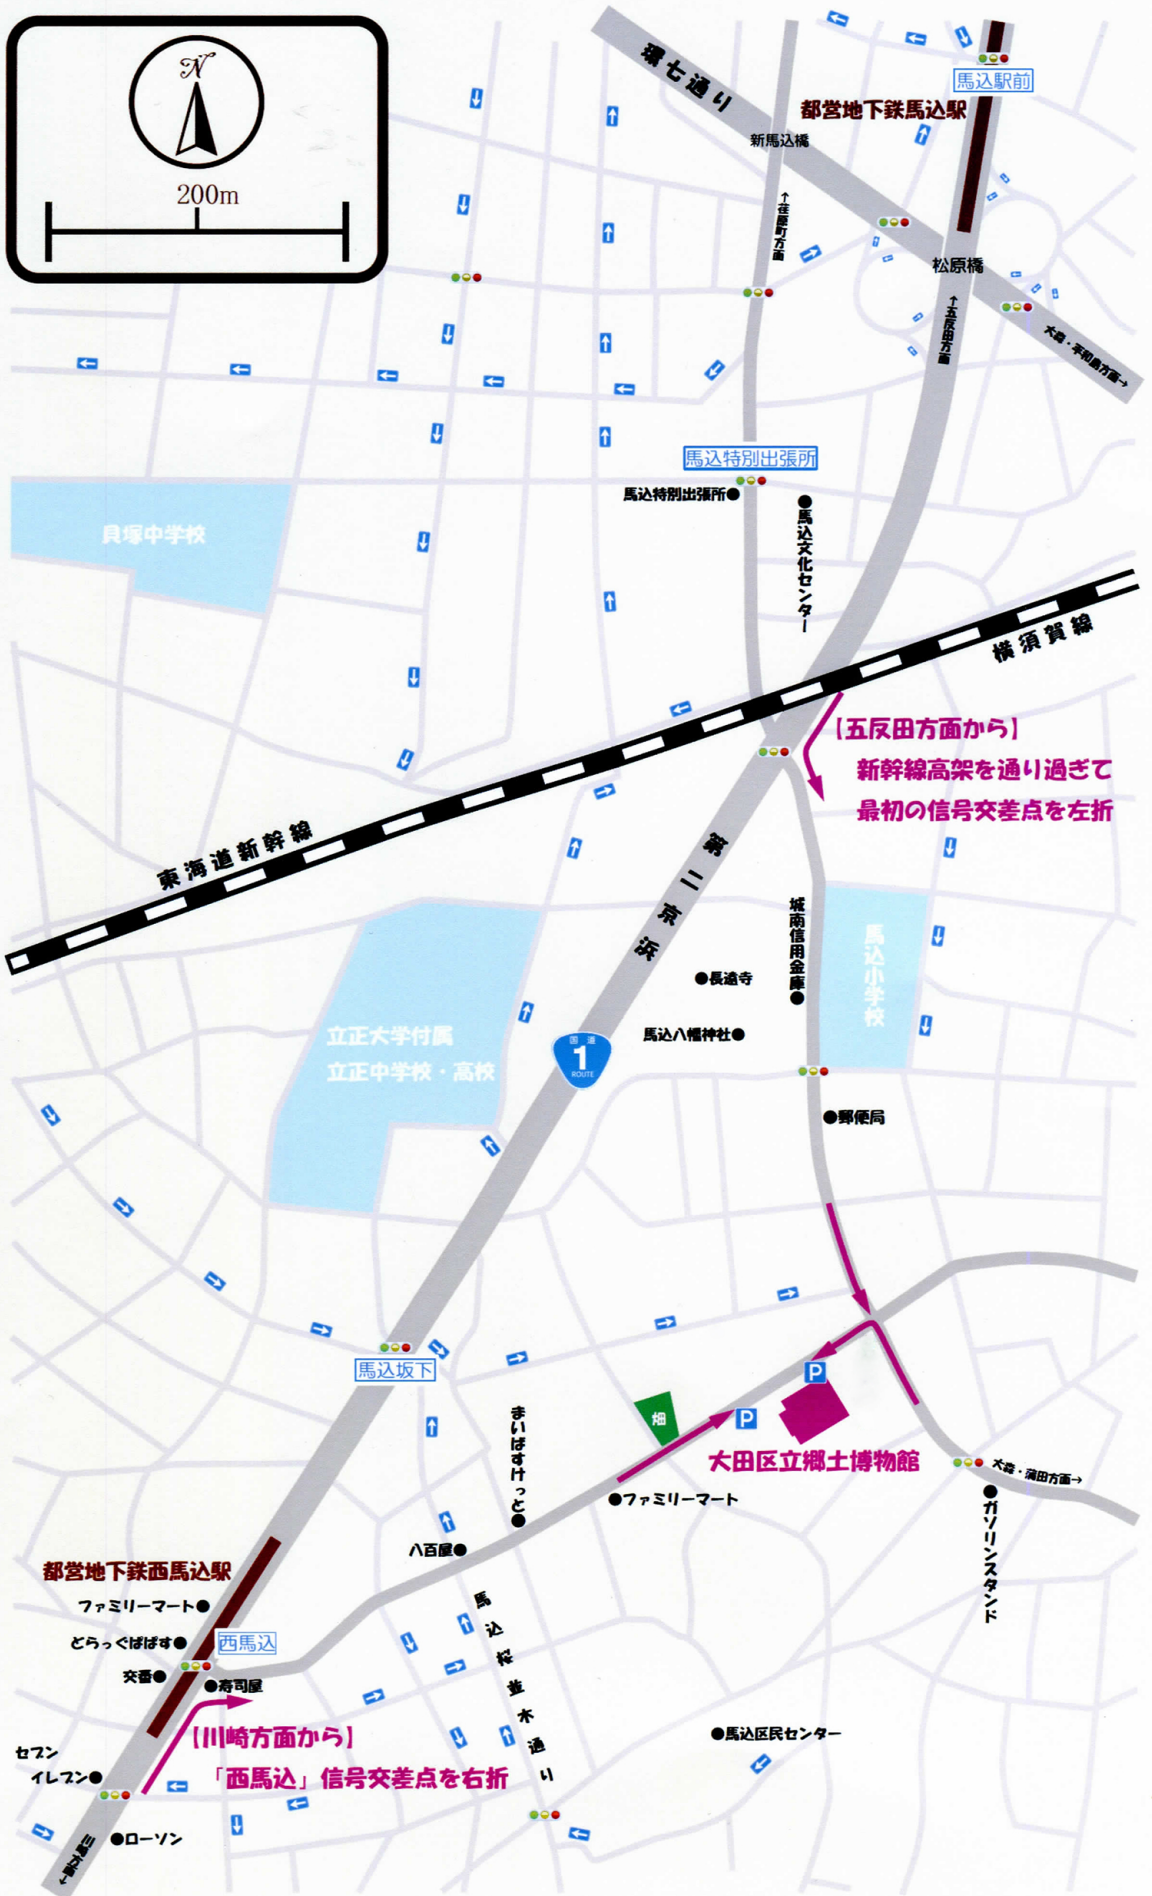 N
200m
環七通り
馬込駅前
都営地下鉄馬込駅
新馬込橋
↑荏原町方面
松原橋
↑五反田方面
大森・平和島方面→
馬込特別出張所
馬込特別出張所●
●馬込文化センター
貝塚中学校
横須賀線
【五反田方面から】
新幹線高架を通り過ぎて
最初の信号交差点を左折
東海道新幹線
第二京浜
城南信用金庫●
馬込小学校
●長遠寺
馬込八幡神社●
立正大学付属
立正中学校・高校
国道
1
ROUTE
●郵便局
馬込坂下
P
P
畑
まいばすけっと●
大田区立郷土博物館
大森・蒲田方面→
●ファミリーマート
●ガソリンスタンド
八百屋●
都営地下鉄西馬込駅
ファミリーマート●
どらっぐぱぱす●
西馬込
交番●
●寿司屋
馬込桜並木通り
【川崎方面から】
「西馬込」信号交差点を右折
●馬込区民センター
セブン
イレブン●
●ローソン
川崎方面→